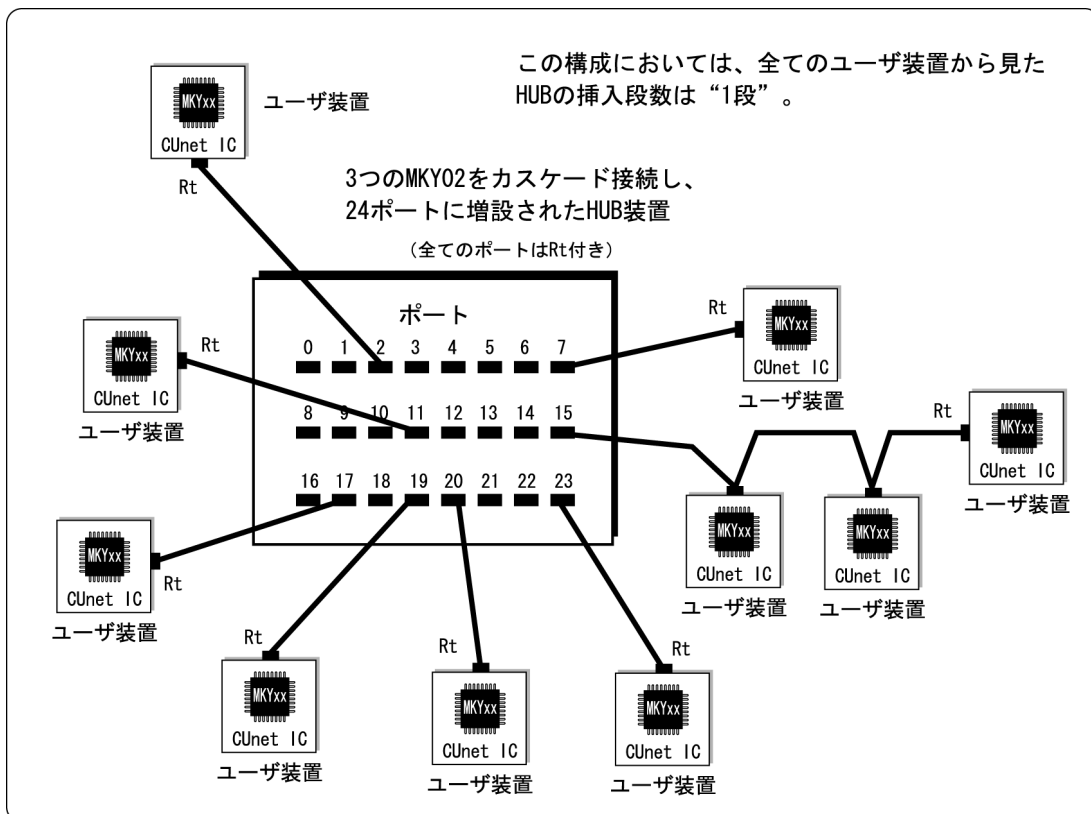 この構成においては、全てのユーザ装置から見た
HUBの挿入段数は“1段”。
MKYxx
CUnet IC
ユーザ装置
Rt
3つのMKY02をカスケード接続し、
24ポートに増設されたHUB装置
(全てのポートはRt付き)
ポート
0 1 2 3 4 5 6 7
8 9 10 11 12 13 14 15
16 17 18 19 20 21 22 23
MKYxx
CUnet IC
ユーザ装置
Rt
Rt
MKYxx
CUnet IC
ユーザ装置
Rt
MKYxx
CUnet IC
ユーザ装置
MKYxx
CUnet IC
ユーザ装置
MKYxx
CUnet IC
ユーザ装置
MKYxx
CUnet IC
Rt
ユーザ装置
Rt
MKYxx
CUnet IC
ユーザ装置
Rt
MKYxx
CUnet IC
ユーザ装置
Rt
MKYxx
CUnet IC
ユーザ装置